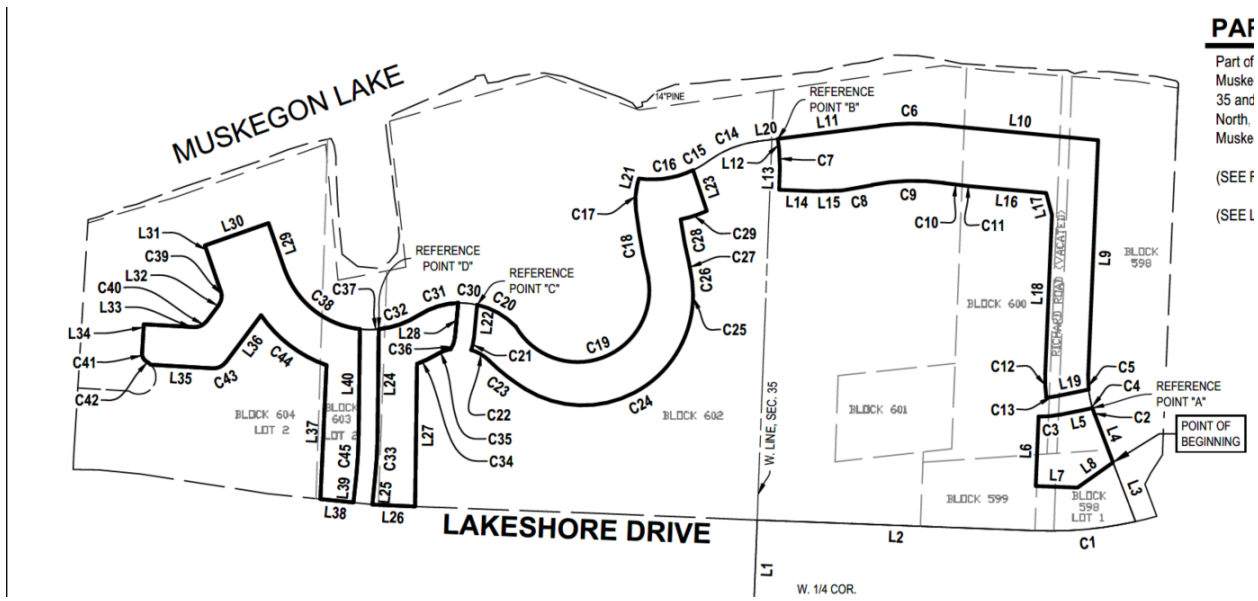 PAR
Part of
Muske
35 and
North,
Muske
(SEE F
(SEE L
MUSKEGON LAKE
14"PINE
REFERENCE
POINT "B"
L20
L11
C6
L10
C14
C15
L12
C7
L13
C16
L21
L23
C17
L14
L15
C8
C9
L16
L17
C10
C11
C29
C28
C18
C27
C26
C25
L30
L31
L29
C39
L32
C40
L33
L34
C41
C42
L35
C43
L36
C44
C38
C37
REFERENCE
POINT "D"
REFERENCE
POINT "C"
C32
C31
C30
C20
L22
L28
C36
C21
C19
C23
C22
C24
C35
C34
L40
L24
L27
L37
C45
C33
L39
L25
L38
L26
BLOCK 604
LOT 2
BLOCK
603
LOT 2
BLOCK 602
W. LINE, SEC. 35
BLOCK 601
BLOCK 600
RICHARD ROAD (VACATED)
L18
L9
BLOCK
598
C12
L19
C5
C4
C13
REFERENCE
POINT "A"
C3
L5
C2
L4
POINT OF
BEGINNING
L6
L7
L8
L3
BLOCK 599
BLOCK
598
LOT 1
LAKESHORE DRIVE
L2
C1
L1
W. 1/4 COR.